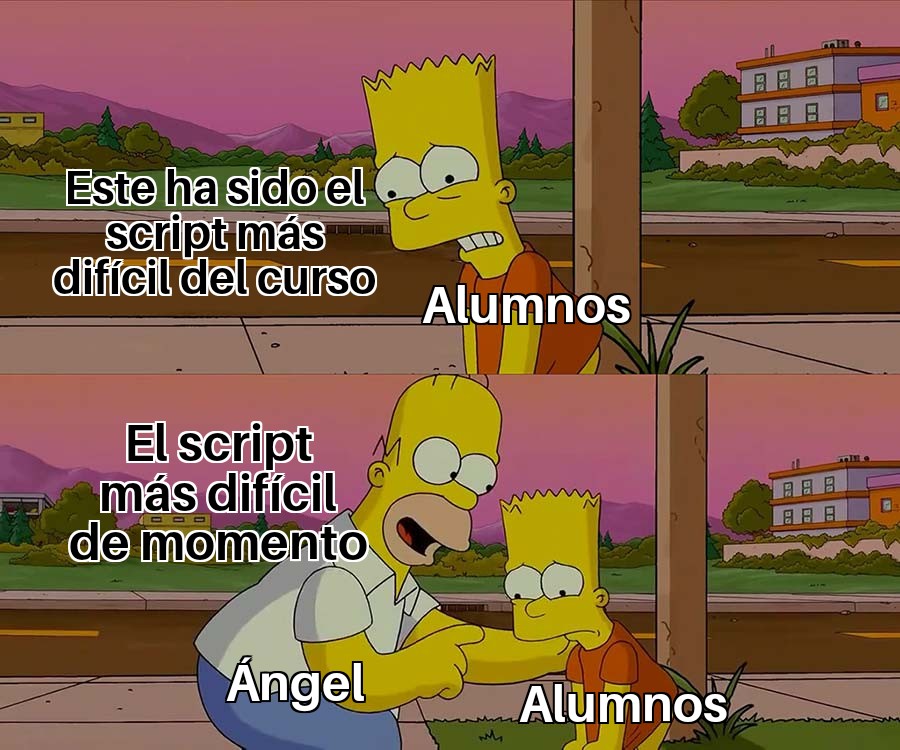 Este ha sido el
script más
difícil del curso
Alumnos
El script
más difícil
de momento
Ángel
Alumnos